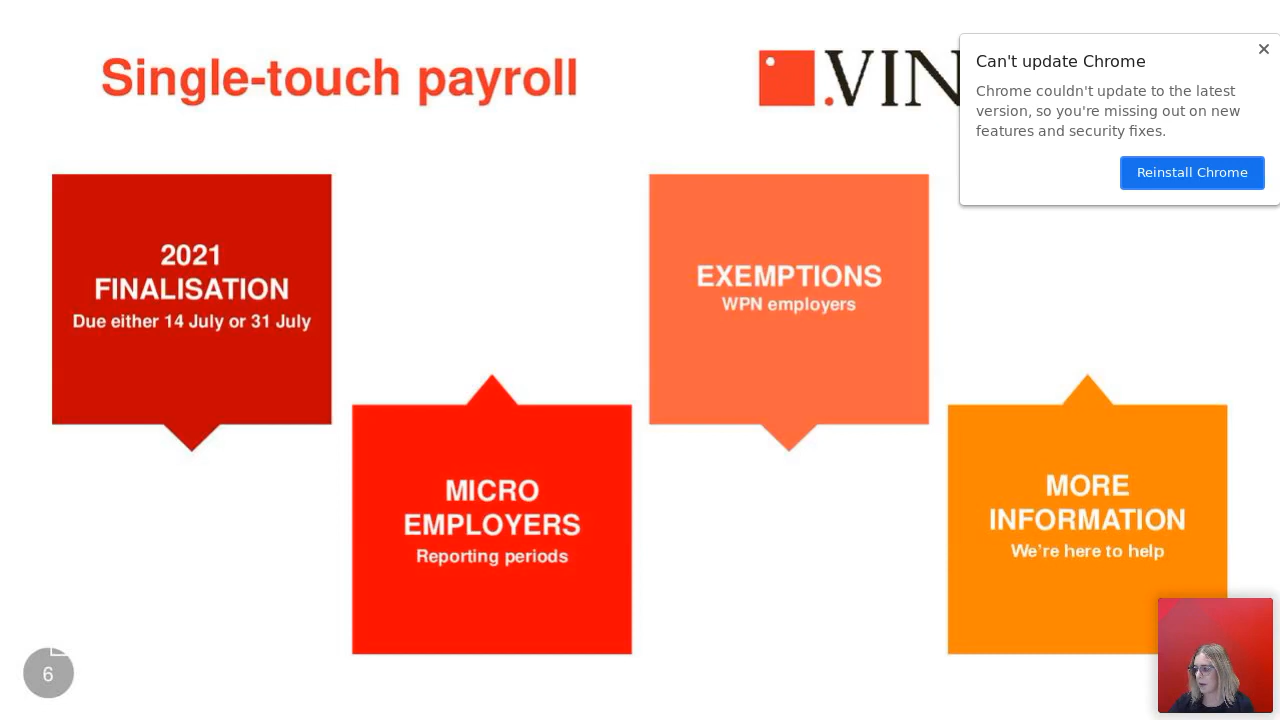 Single-touch payroll
.VIN
Can't update Chrome
Chrome couldn't update to the latest
version, so you're missing out on new
features and security fixes.
Reinstall Chrome
2021
FINALISATION
Due either 14 July or 31 July
EXEMPTIONS
WPN employers
MICRO
EMPLOYERS
Reporting periods
MORE
INFORMATION
We're here to help
6